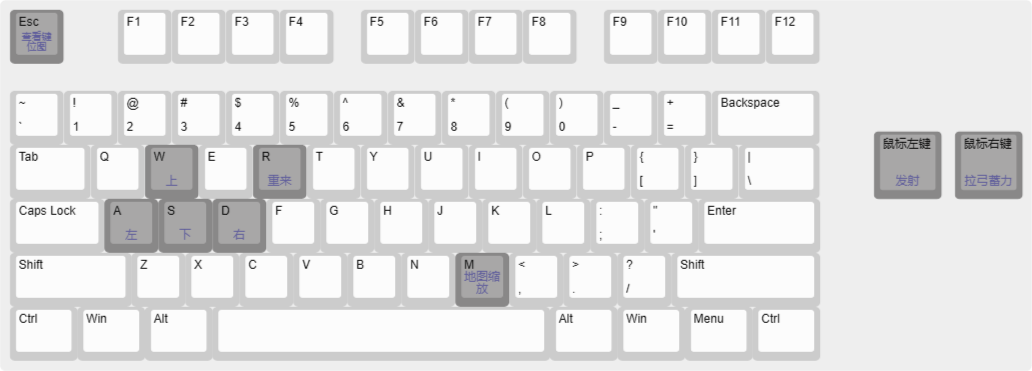 Esc
查看键
位图
F1
F2
F3
F4
F5
F6
F7
F8
F9
F10
F11
F12
~
`
!
1
@
2
#
3
$
4
%
5
^
6
&
7
*
8
(
9
)
0
_
-
+
=
Backspace
Tab
Q
W
上
E
R
重来
T
Y
U
I
O
P
{
[
}
]
|
\
鼠标左键
发射
鼠标右键
拉弓蓄力
Caps Lock
A
左
S
下
D
右
F
G
H
J
K
L
:
;
"
'
Enter
Shift
Z
X
C
V
B
N
M
地图缩
放
<
,
>
.
?
/
Shift
Ctrl
Win
Alt
Alt
Win
Menu
Ctrl